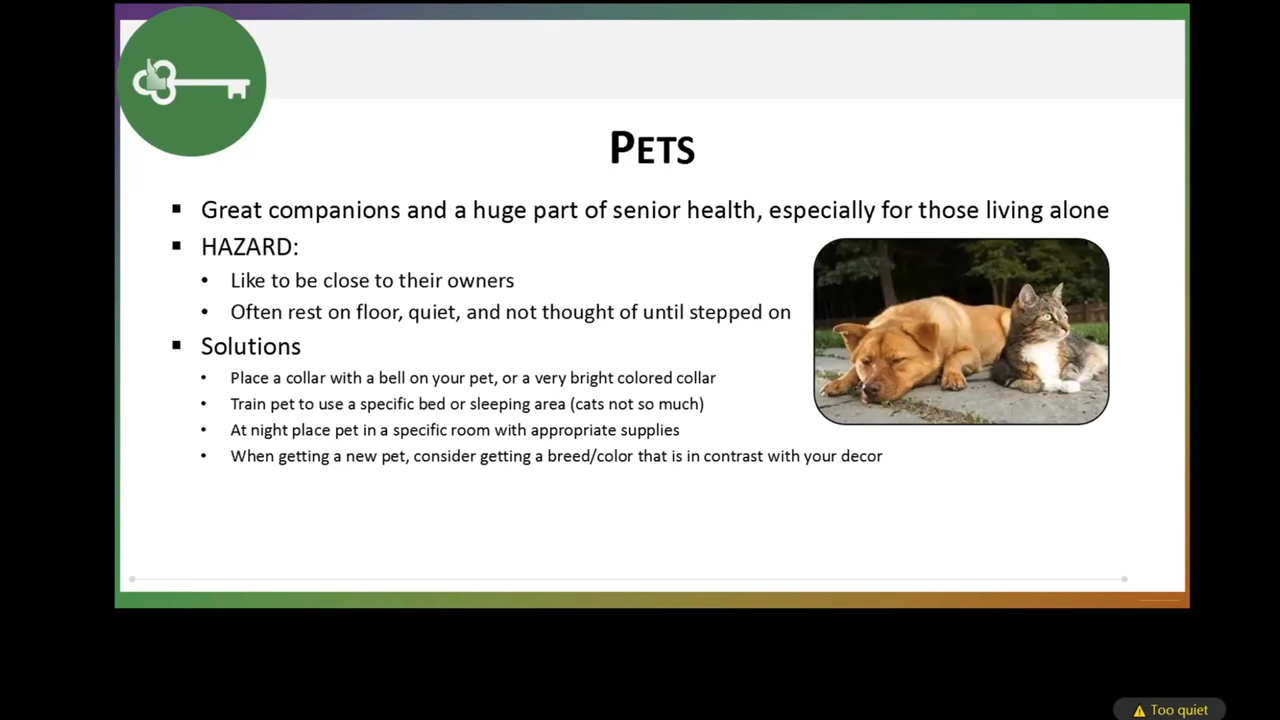 PETS
Great companions and a huge part of senior health, especially for those living alone
HAZARD:
Like to be close to their owners
Often rest on floor, quiet, and not thought of until stepped on
Solutions
Place a collar with a bell on your pet, or a very bright colored collar
Train pet to use a specific bed or sleeping area (cats not so much)
At night place pet in a specific room with appropriate supplies
When getting a new pet, consider getting a breed/color that is in contrast with your decor
Too quiet